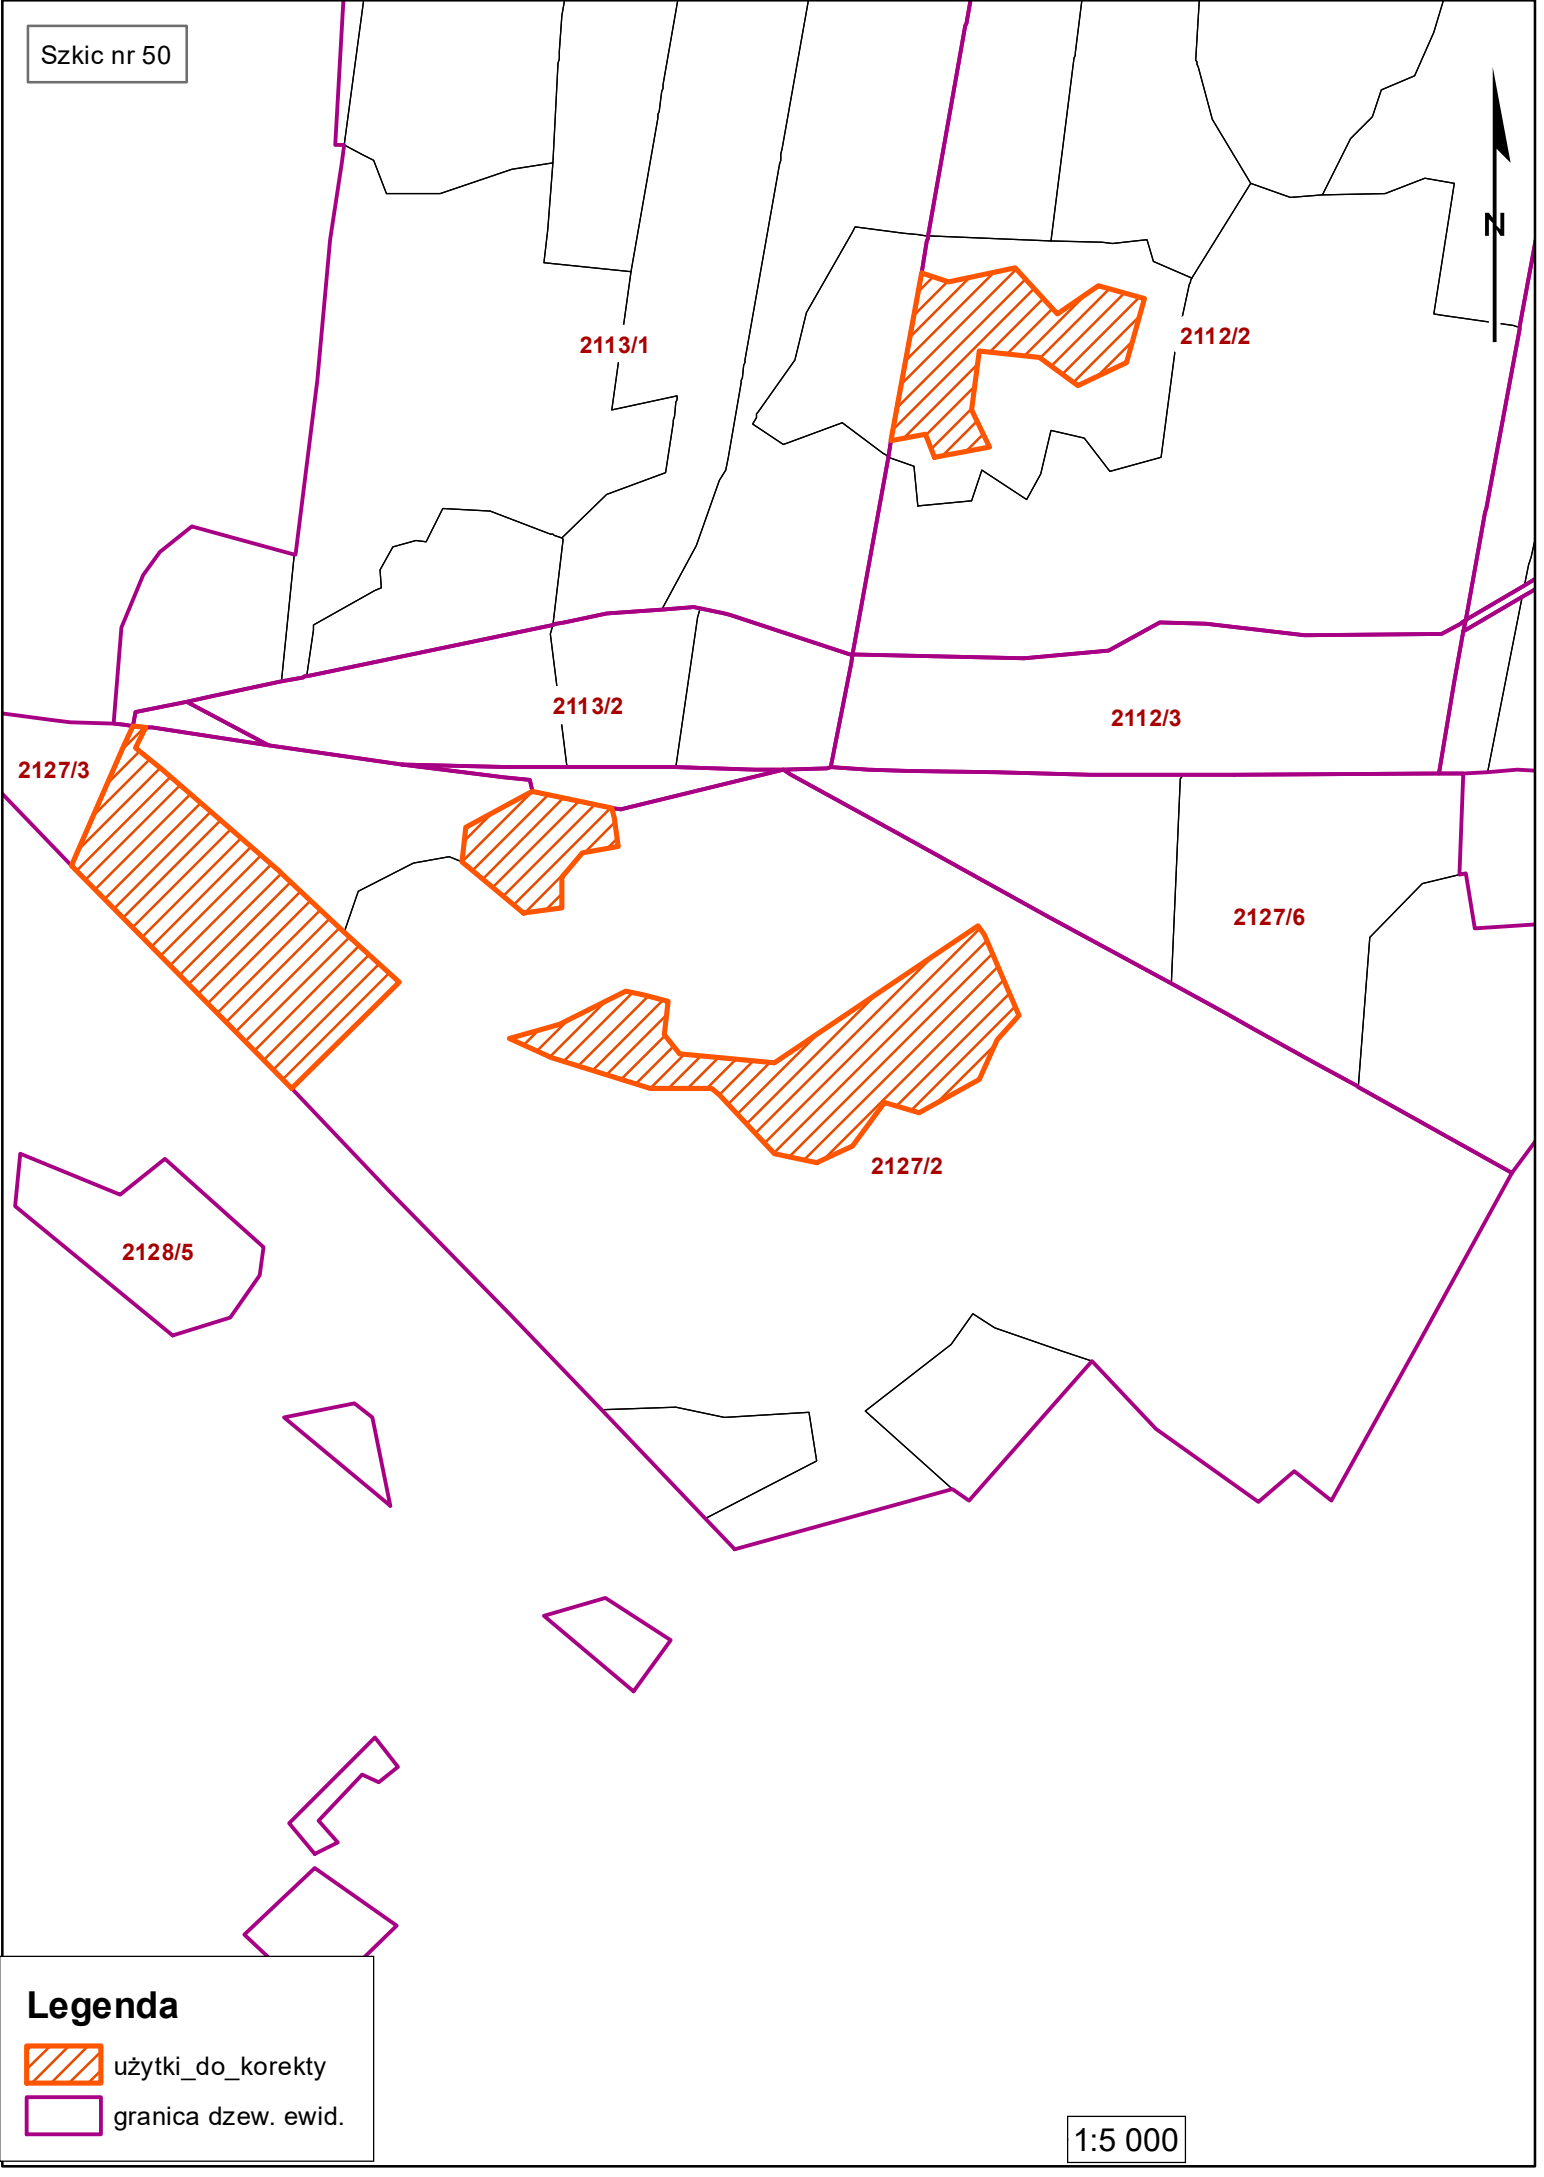 Szkic nr 50
N
2113/1
2112/2
2113/2
2112/3
2127/3
2127/6
2127/2
2128/5
Legenda
użytki_do_korekty
granica dzew. ewid.
1:5 000